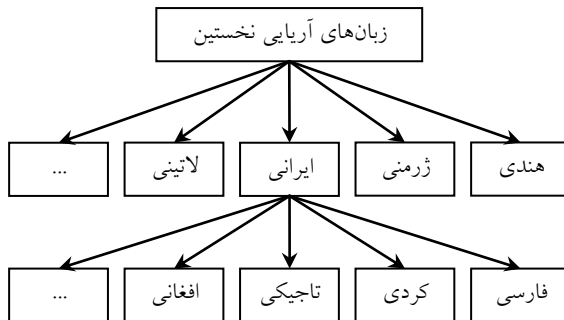 زبان‌های آریایی نخستین
هندی
ژرمنی
ایرانی
لاتینی
...
فارسی
کردی
تاجیکی
افغانی
...